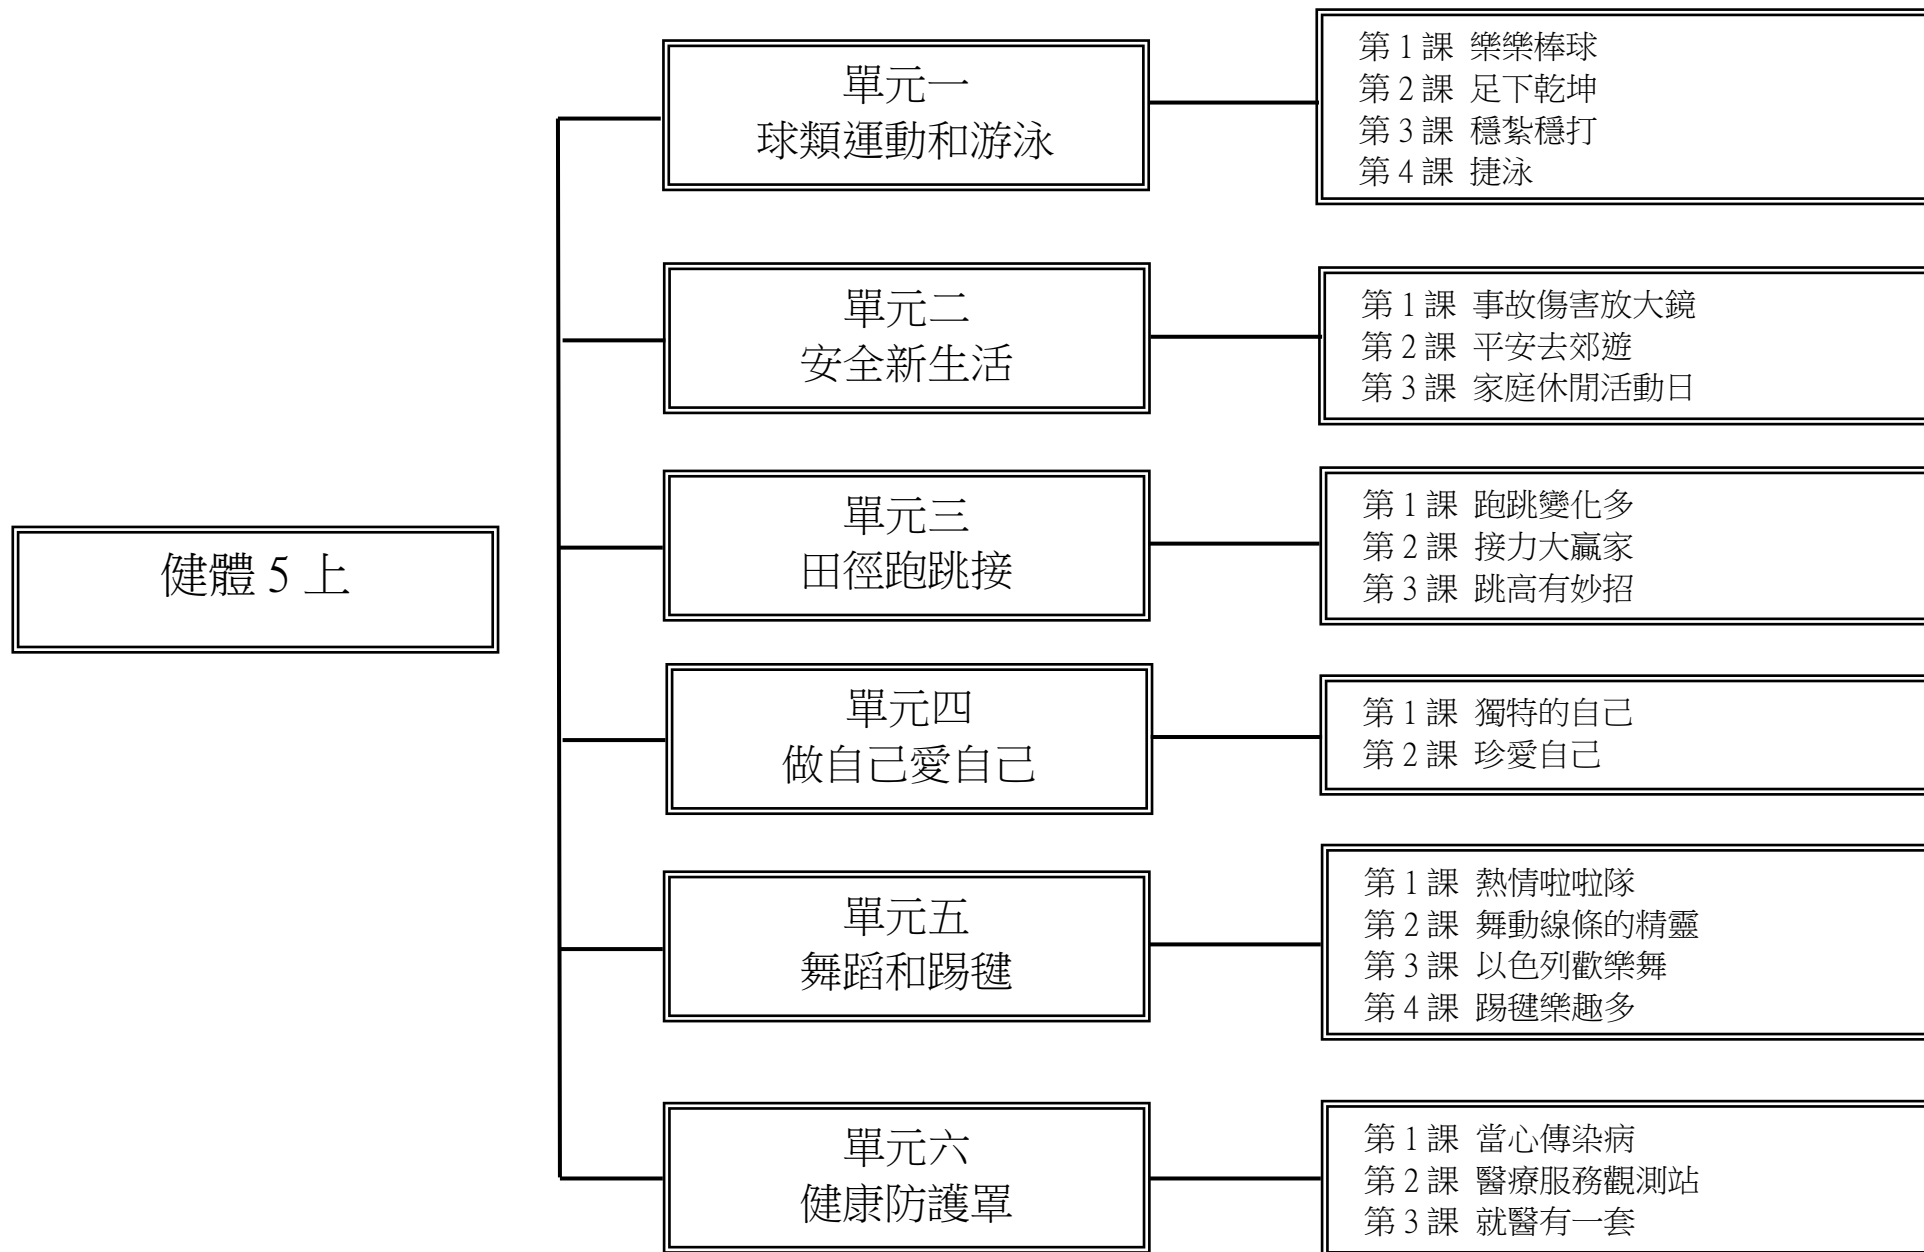 健體 5 上
單元一
球類運動和游泳
第 1 課 樂樂棒球
第 2 課 足下乾坤
第 3 課 穩紮穩打
第 4 課 捷泳
單元二
安全新生活
第 1 課 事故傷害放大鏡
第 2 課 平安去郊遊
第 3 課 家庭休閒活動日
單元三
田徑跑跳接
第 1 課 跑跳變化多
第 2 課 接力大贏家
第 3 課 跳高有妙招
單元四
做自己愛自己
第 1 課 獨特的自己
第 2 課 珍愛自己
單元五
舞蹈和踢毽
第 1 課 熱情啦啦隊
第 2 課 舞動線條的精靈
第 3 課 以色列歡樂舞
第 4 課 踢毽樂趣多
單元六
健康防護罩
第 1 課 當心傳染病
第 2 課 醫療服務觀測站
第 3 課 就醫有一套